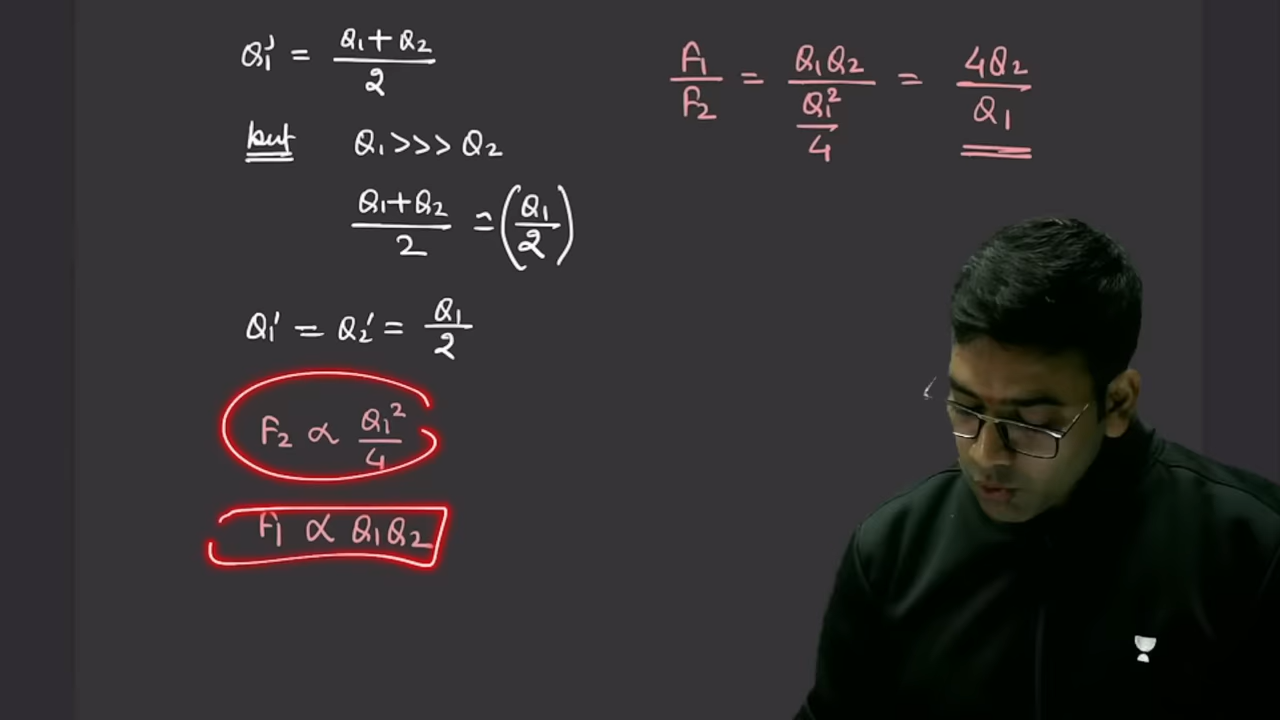 Q₁' = (Q₁+Q₂)/2
but Q₁ >>> Q₂
(Q₁+Q₂)/2 ≃ (Q₁/2)
Q₁' = Q₂' = Q₁/2
F₂ ∝ Q₁²/4
F₁ ∝ Q₁Q₂
F₁/F₂ = Q₁Q₂/(Q₁²/4) = 4Q₂/Q₁